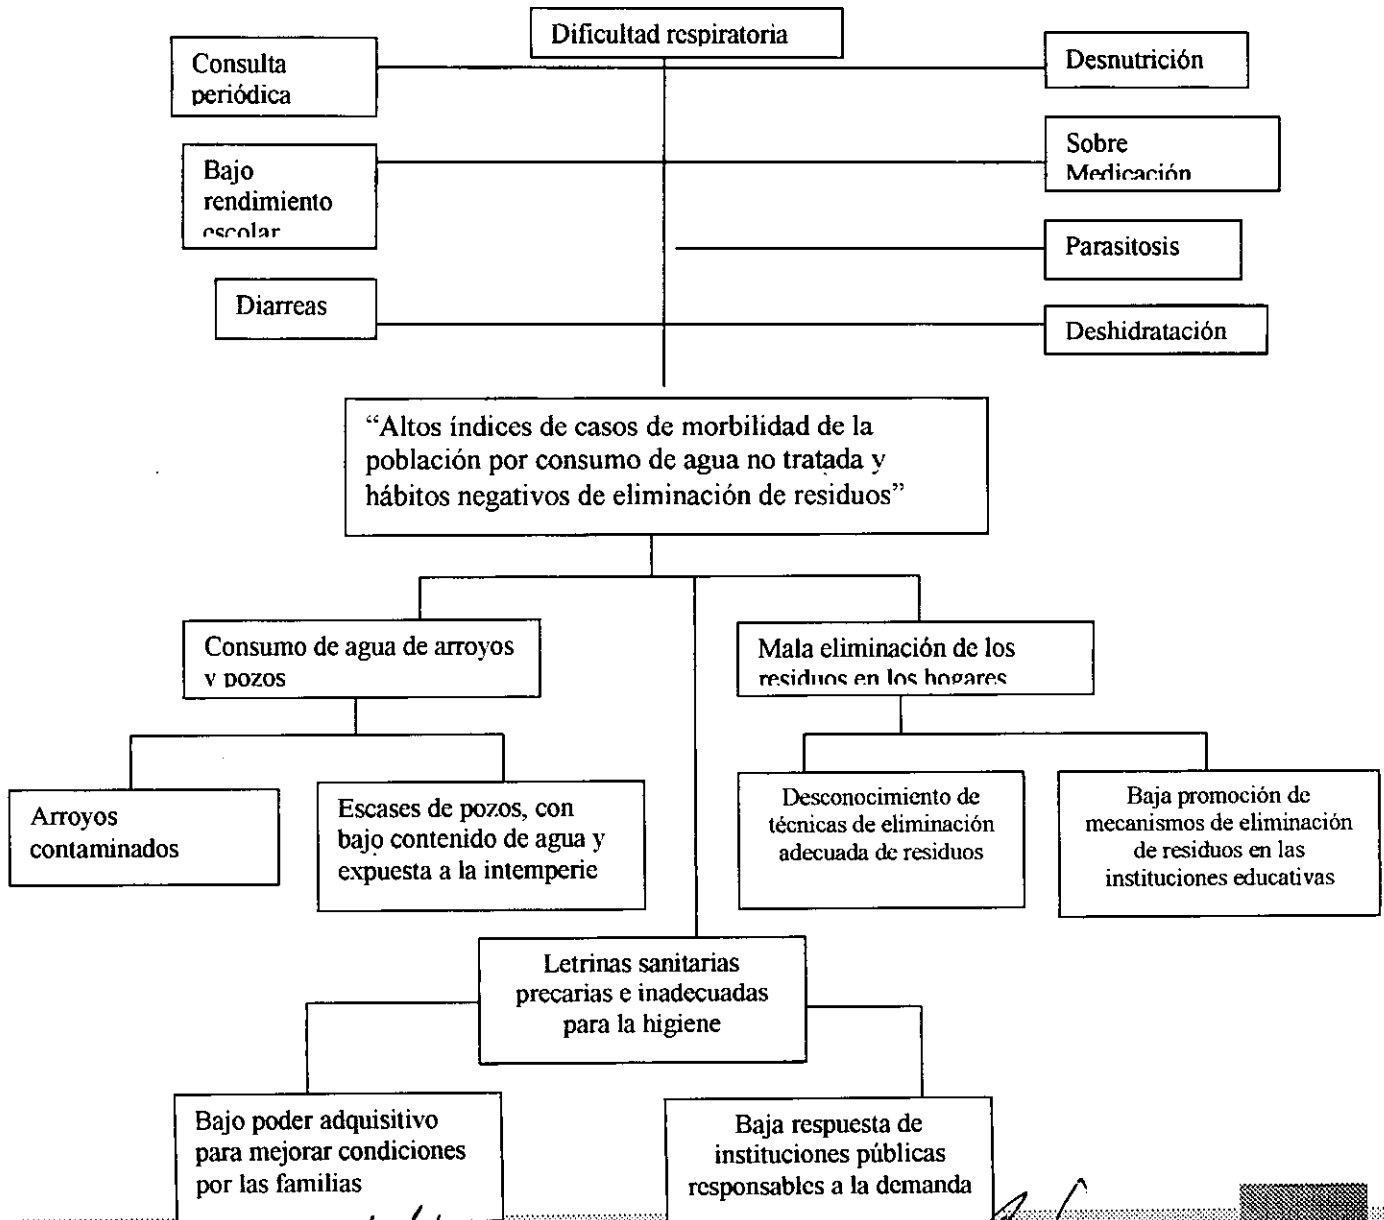 Dificultad respiratoria
Consulta
periódica
Desnutrición
Sobre
Medicación
Bajo
rendimiento
escolar
Parasitosis
Diarreas
Deshidratación
“Altos índices de casos de morbilidad de la
población por consumo de agua no tratada y
hábitos negativos de eliminación de residuos”
Consumo de agua de arroyos
y pozos
Mala eliminación de los
residuos en los hogares
Arroyos
contaminados
Escases de pozos, con
bajo contenido de agua y
expuesta a la intemperie
Desconocimiento de
técnicas de eliminación
adecuada de residuos
Baja promoción de
mecanismos de eliminación
de residuos en las
instituciones educativas
Letrinas sanitarias
precarias e inadecuadas
para la higiene
Bajo poder adquisitivo
para mejorar condiciones
por las familias
Baja respuesta de
instituciones públicas
responsables a la demanda